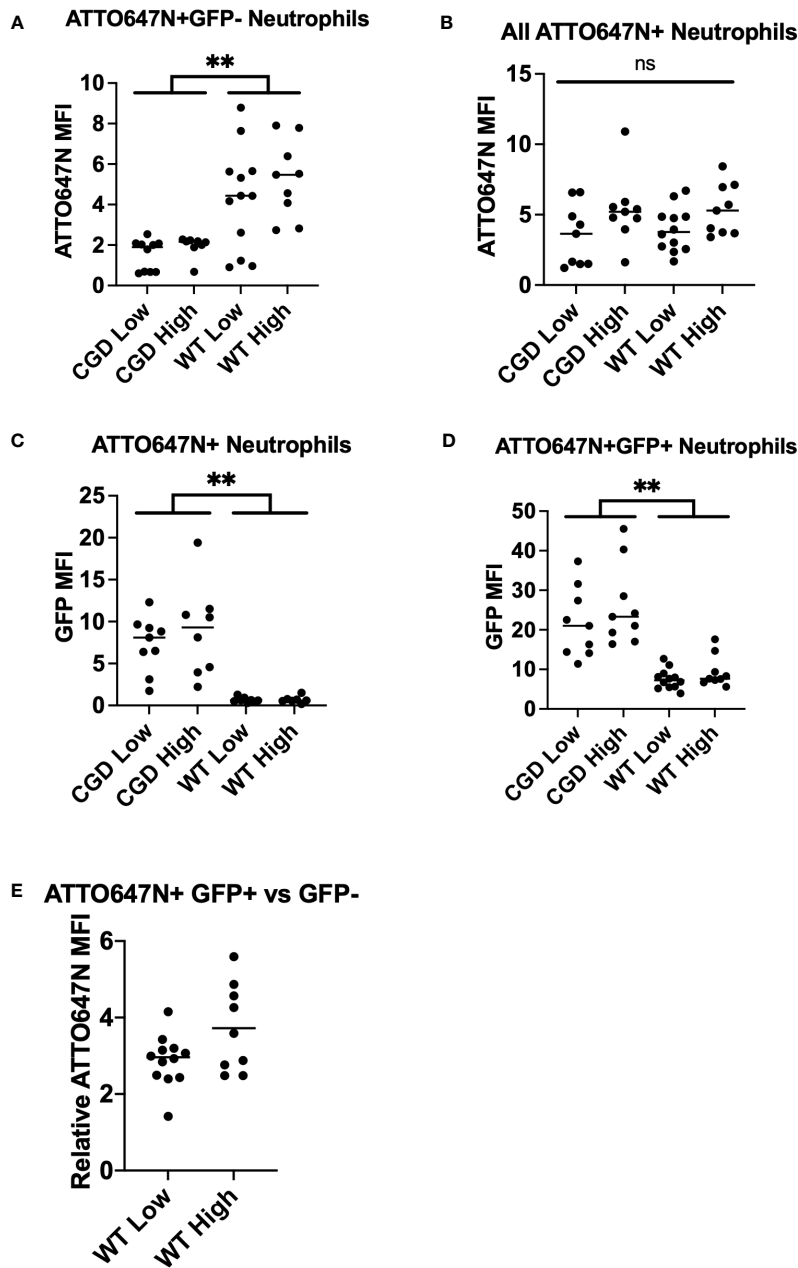 A
ATTO647N+GFP- Neutrophils
**
ATTO647N MFI
10
8
6
4
2
0
CGD Low
CGD High
WT Low
WT High
B
All ATTO647N+ Neutrophils
ns
ATTO647N MFI
15
10
5
0
CGD Low
CGD High
WT Low
WT High
C
ATTO647N+ Neutrophils
**
GFP MFI
25
20
15
10
5
0
CGD Low
CGD High
WT Low
WT High
D
ATTO647N+GFP+ Neutrophils
**
GFP MFI
50
40
30
20
10
0
CGD Low
CGD High
WT Low
WT High
E
ATTO647N+ GFP+ vs GFP-
Relative ATTO647N MFI
6
4
2
0
WT Low
WT High